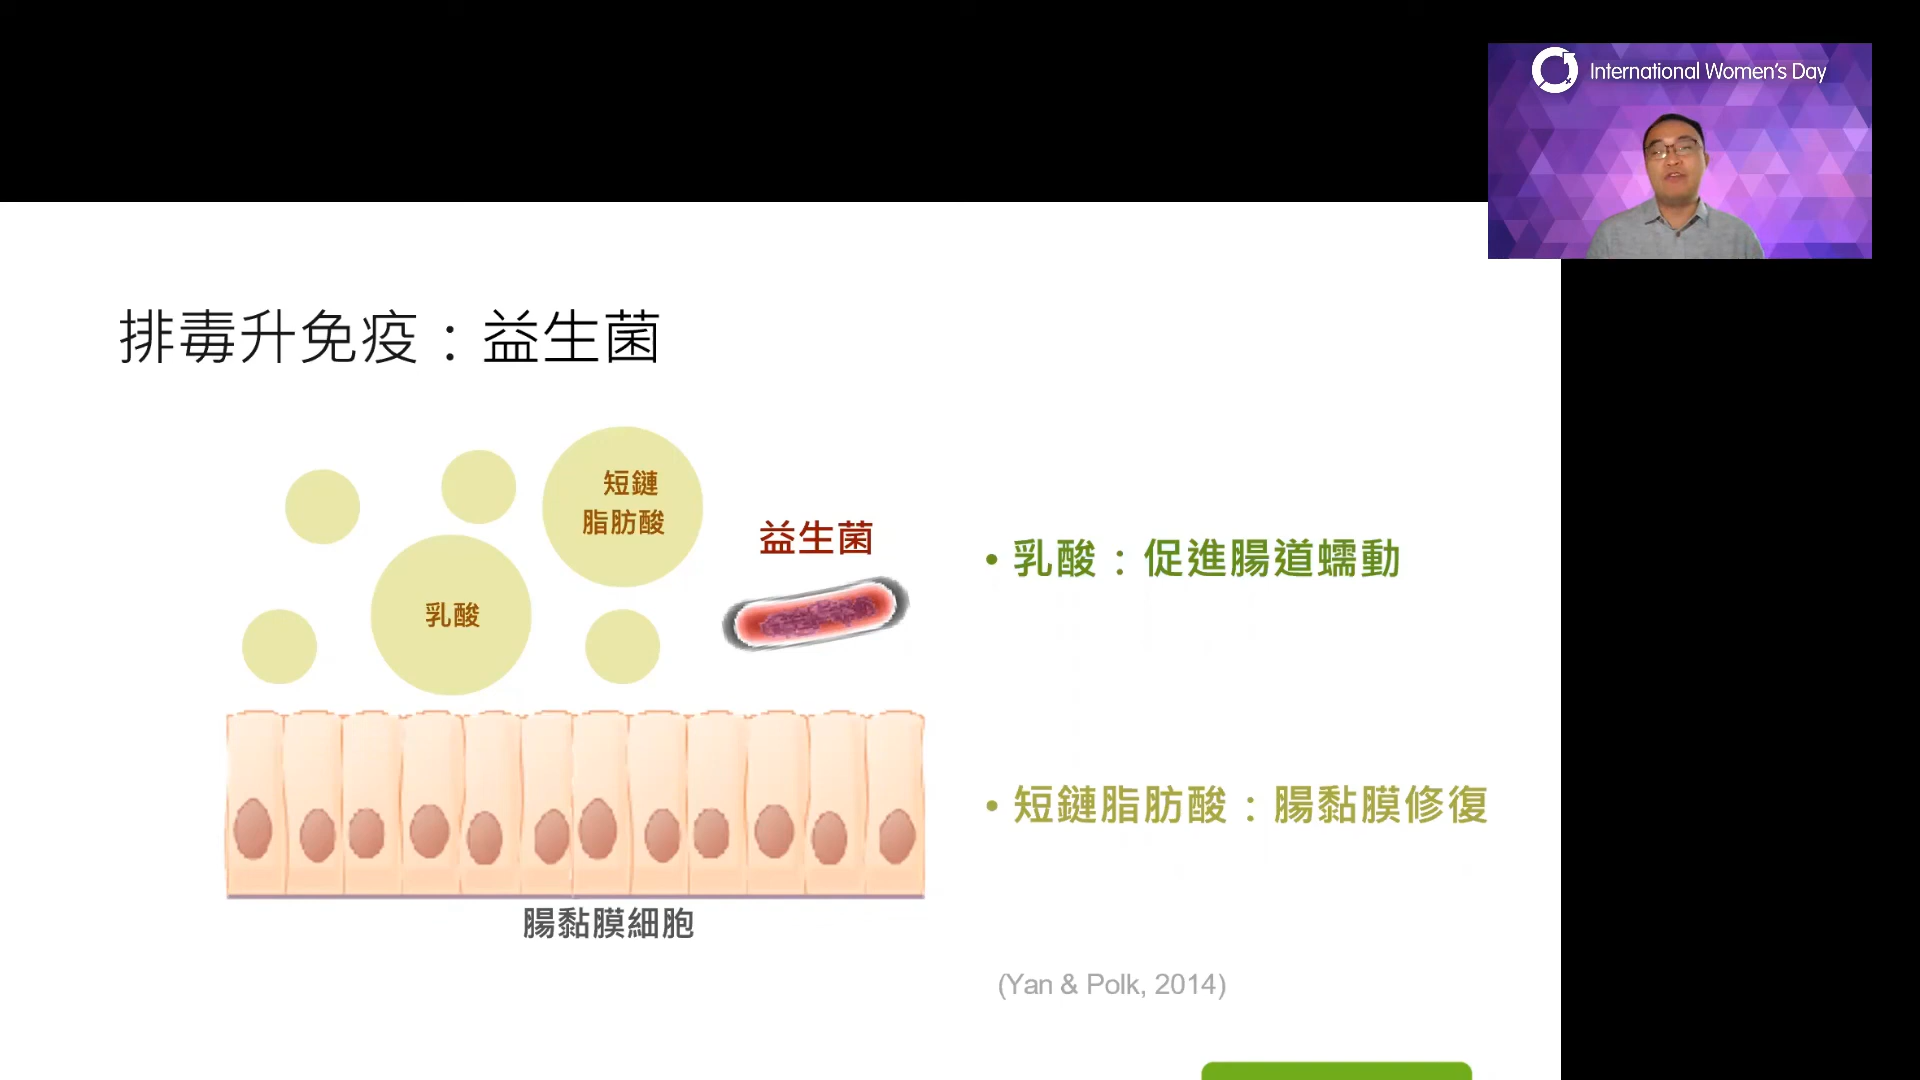 International Women's Day
排毒升免疫：益生菌
短鏈
脂肪酸
益生菌
乳酸
腸黏膜細胞
• 乳酸：促進腸道蠕動
• 短鏈脂肪酸：腸黏膜修復
(Yan & Polk, 2014)